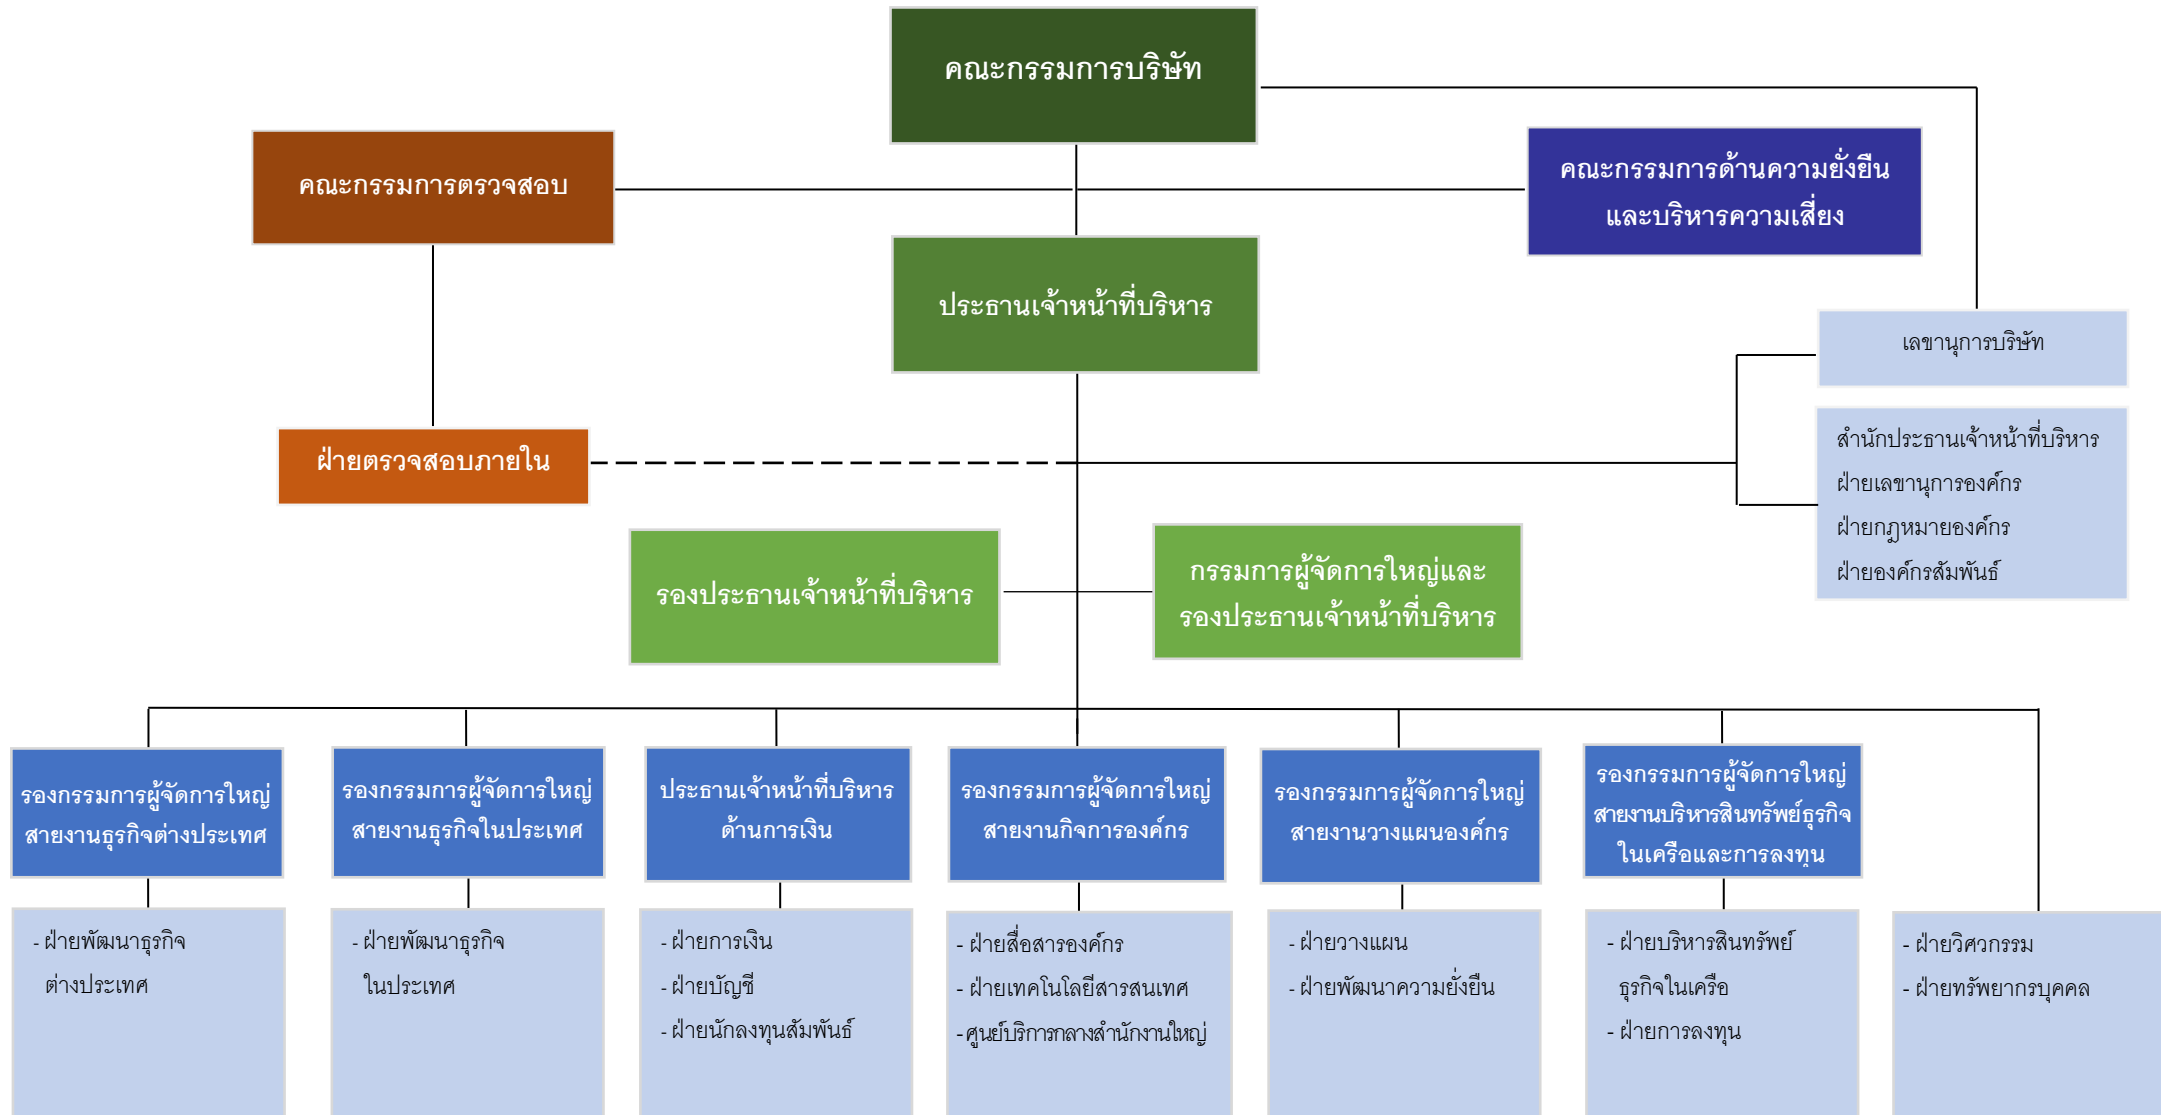 คณะกรรมการบริษัท
คณะกรรมการตรวจสอบ
คณะกรรมการด้านความยั่งยืน
และบริหารความเสี่ยง
ประธานเจ้าหน้าที่บริหาร
เลขานุการบริษัท
สำนักประธานเจ้าหน้าที่บริหาร
ฝ่ายเลขานุการองค์กร
ฝ่ายกฎหมายองค์กร
ฝ่ายองค์กรสัมพันธ์
ฝ่ายตรวจสอบภายใน
รองประธานเจ้าหน้าที่บริหาร
กรรมการผู้จัดการใหญ่และ
รองประธานเจ้าหน้าที่บริหาร
รองกรรมการผู้จัดการใหญ่
สายงานธุรกิจต่างประเทศ
รองกรรมการผู้จัดการใหญ่
สายงานธุรกิจในประเทศ
ประธานเจ้าหน้าที่บริหาร
ด้านการเงิน
รองกรรมการผู้จัดการใหญ่
สายงานกิจการองค์กร
รองกรรมการผู้จัดการใหญ่
สายงานวางแผนองค์กร
รองกรรมการผู้จัดการใหญ่
สายงานบริหารสินทรัพย์ธุรกิจ
ในเครือและการลงทุน
- ฝ่ายพัฒนาธุรกิจ
ต่างประเทศ
- ฝ่ายพัฒนาธุรกิจ
ในประเทศ
- ฝ่ายการเงิน
- ฝ่ายบัญชี
- ฝ่ายนักลงทุนสัมพันธ์
- ฝ่ายสื่อสารองค์กร
- ฝ่ายเทคโนโลยีสารสนเทศ
- ศูนย์บริการกลางสำนักงานใหญ่
- ฝ่ายวางแผน
- ฝ่ายพัฒนาความยั่งยืน
- ฝ่ายบริหารสินทรัพย์
ธุรกิจในเครือ
- ฝ่ายการลงทุน
- ฝ่ายวิศวกรรม
- ฝ่ายทรัพยากรบุคคล